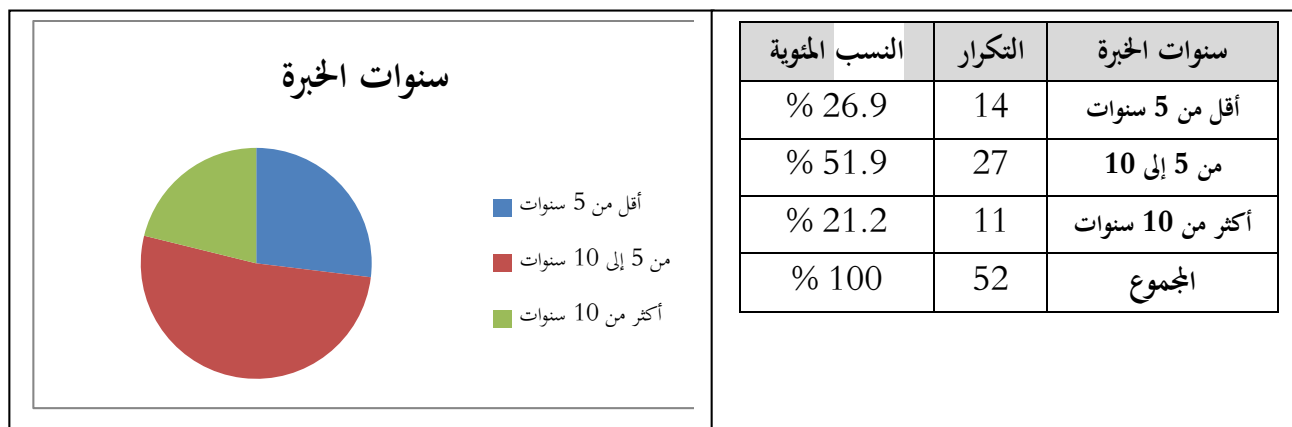 سنوات الخبرة التكرار النسب المئوية
أقل من 5 سنوات 14 26.9 %
من 5 إلى 10 27 51.9 %
أكثر من 10 سنوات 11 21.2 %
المجموع 52 100 %
سنوات الخبرة
أقل من 5 سنوات
من 5 إلى 10 سنوات
أكثر من 10 سنوات